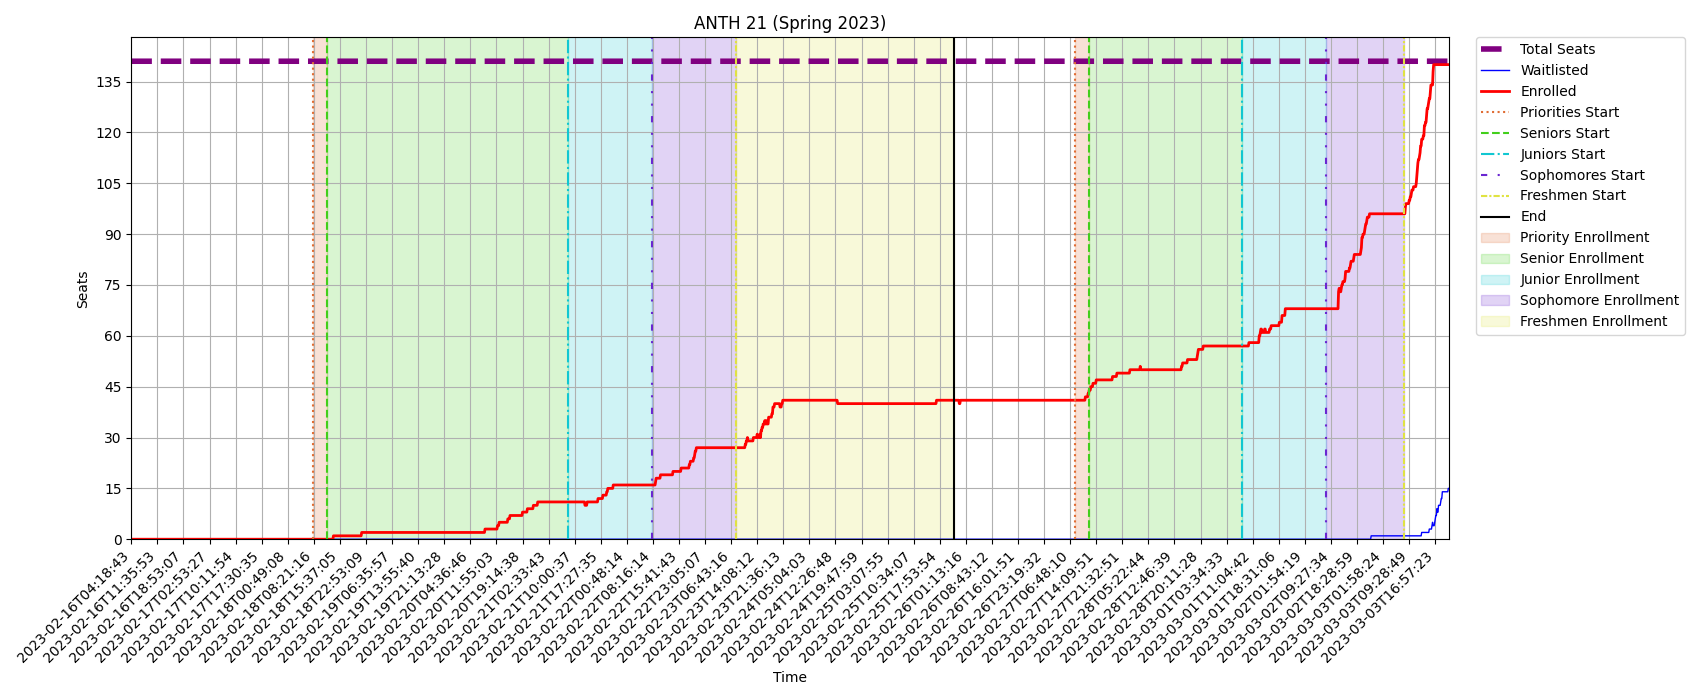 ANTH 21 (Spring 2023)
Seats
135
120
105
90
75
60
45
30
15
0
2023-02-16T04:18:43
2023-02-16T11:35:53
2023-02-16T18:53:07
2023-02-17T02:53:27
2023-02-17T10:11:54
2023-02-17T17:30:35
2023-02-18T00:49:08
2023-02-18T08:21:16
2023-02-18T15:37:05
2023-02-18T22:53:09
2023-02-19T06:35:57
2023-02-19T13:55:40
2023-02-19T21:13:28
2023-02-20T04:36:46
2023-02-20T11:55:03
2023-02-20T19:14:38
2023-02-21T02:33:43
2023-02-21T10:00:37
2023-02-21T17:27:35
2023-02-22T00:48:14
2023-02-22T08:16:14
2023-02-22T15:41:43
2023-02-22T23:05:07
2023-02-23T06:43:16
2023-02-23T14:08:12
2023-02-23T21:36:13
2023-02-24T05:04:03
2023-02-24T12:26:48
2023-02-24T19:47:59
2023-02-25T03:07:55
2023-02-25T10:34:07
2023-02-25T17:53:54
2023-02-26T01:13:16
2023-02-26T08:43:12
2023-02-26T16:01:51
2023-02-26T23:19:32
2023-02-27T06:48:10
2023-02-27T14:09:51
2023-02-27T21:32:51
2023-02-28T05:22:44
2023-02-28T12:46:39
2023-02-28T20:11:28
2023-03-01T03:34:33
2023-03-01T11:04:42
2023-03-01T18:31:06
2023-03-02T01:54:19
2023-03-02T09:27:34
2023-03-02T18:28:59
2023-03-03T01:58:24
2023-03-03T09:28:49
2023-03-03T16:57:23
Time
Total Seats
Waitlisted
Enrolled
Priorities Start
Seniors Start
Juniors Start
Sophomores Start
Freshmen Start
End
Priority Enrollment
Senior Enrollment
Junior Enrollment
Sophomore Enrollment
Freshmen Enrollment